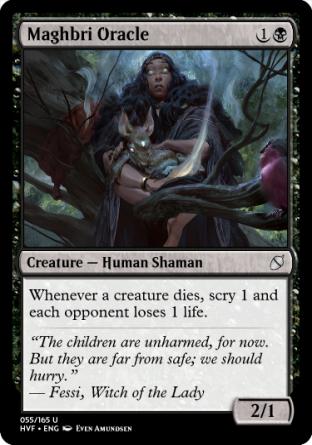 Maghbri Oracle 1
Creature — Human Shaman
Whenever a creature dies, scry 1 and
each opponent loses 1 life.
“The children are unharmed, for now.
But they are far from safe; we should
hurry.”
— Fessi, Witch of the Lady
055/165 U
HVF • ENG Even Amundsen
2/1